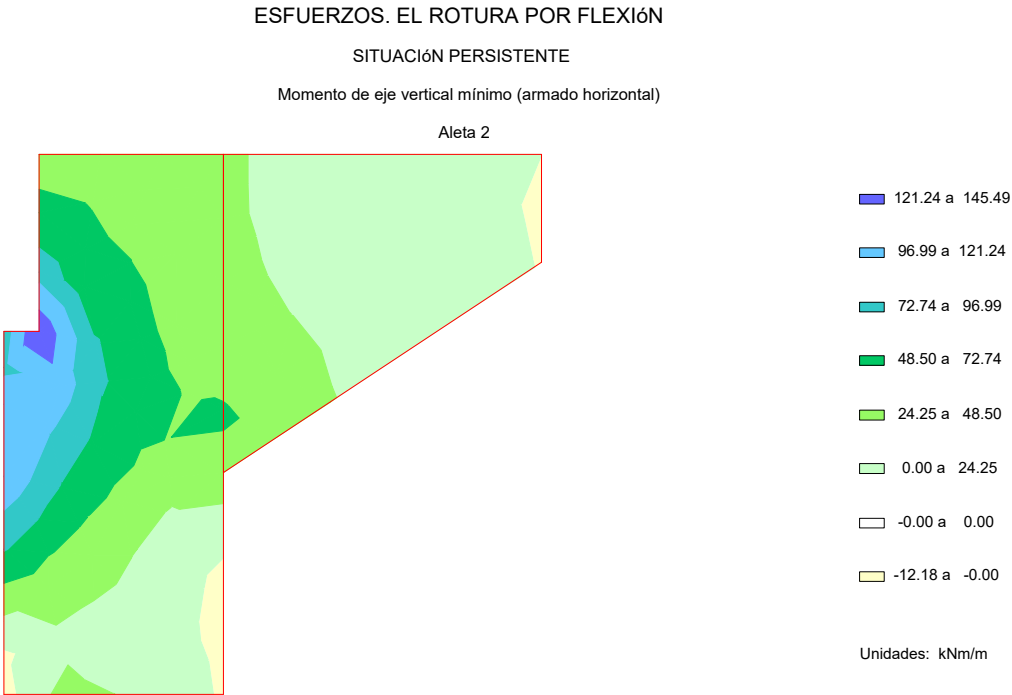 ESFUERZOS. EL ROTURA POR FLEXIóN
SITUACIóN PERSISTENTE
Momento de eje vertical mínimo (armado horizontal)
Aleta 2
121.24 a 145.49
96.99 a 121.24
72.74 a 96.99
48.50 a 72.74
24.25 a 48.50
0.00 a 24.25
-0.00 a 0.00
-12.18 a -0.00
Unidades: kNm/m